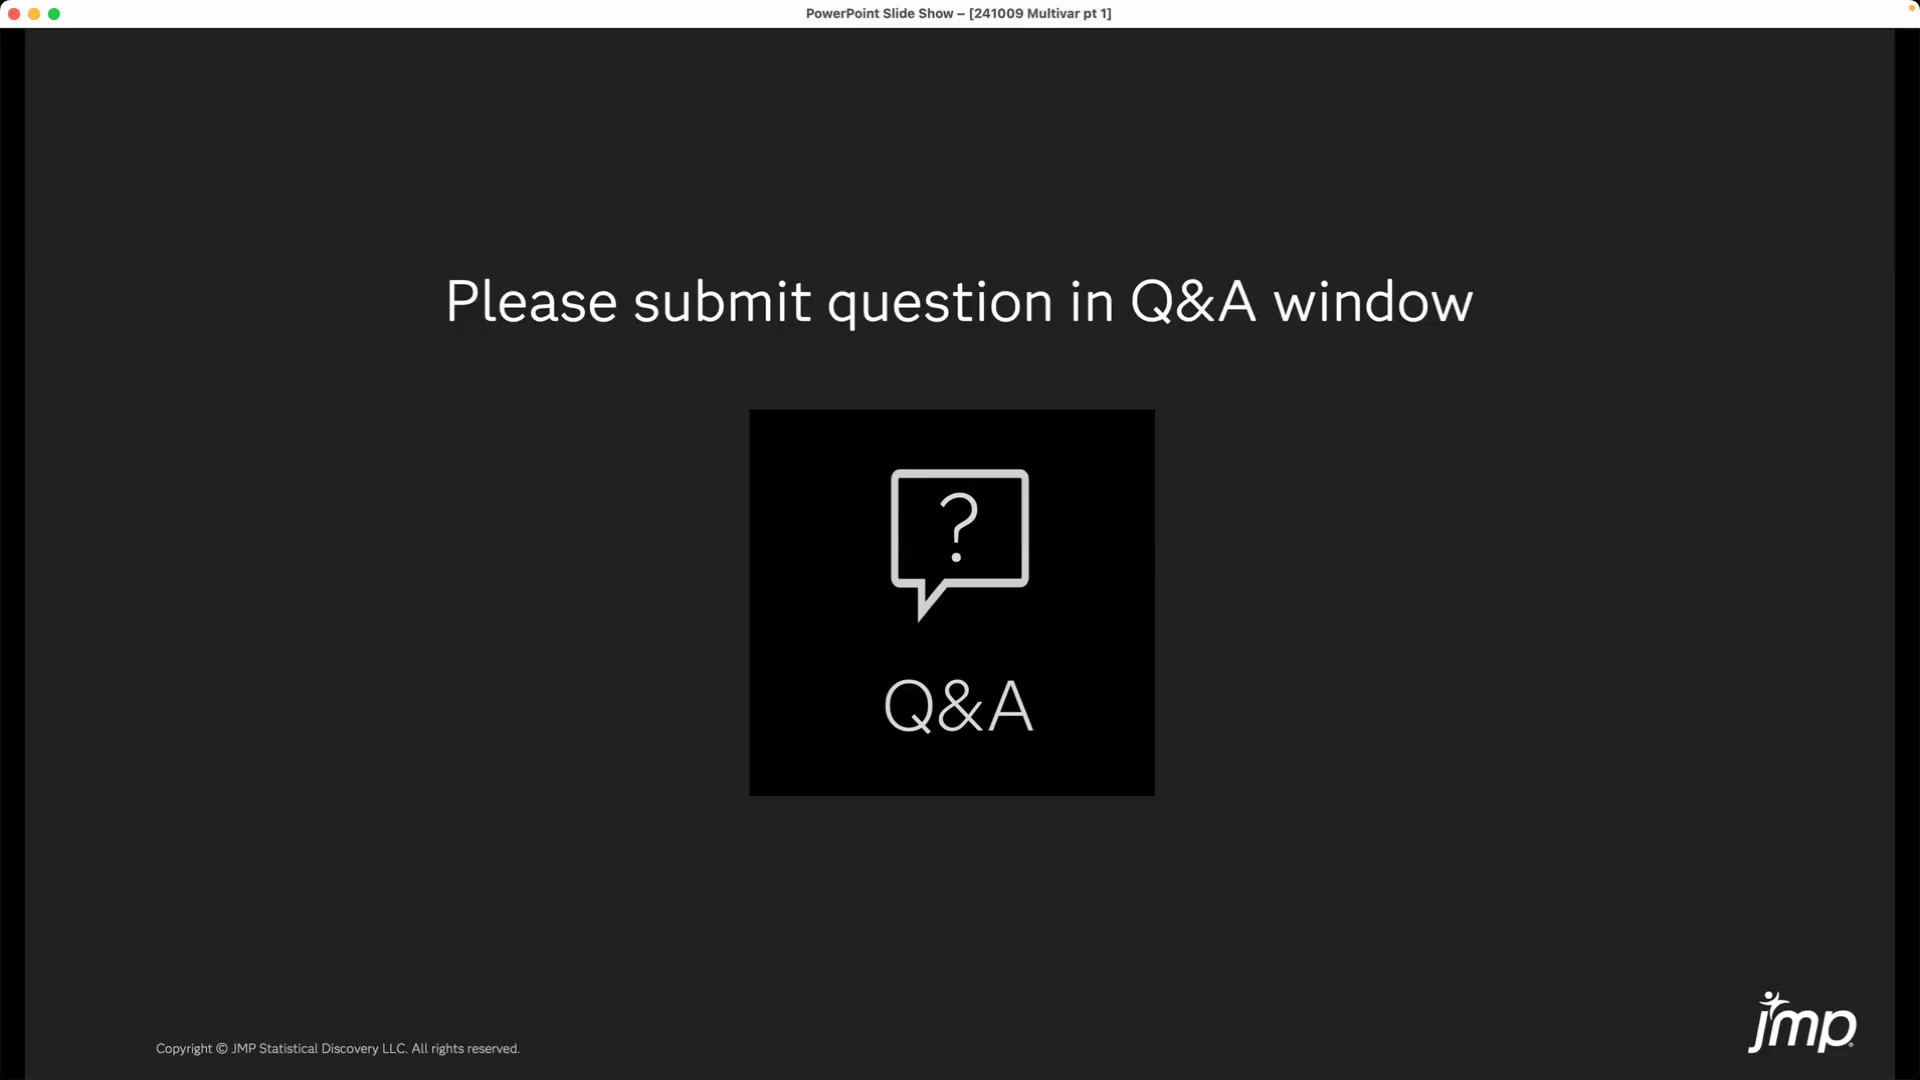 PowerPoint Slide Show – [241009 Multivar pt 1]
Please submit question in Q&A window
?
Q&A
Copyright © JMP Statistical Discovery LLC. All rights reserved.
jmp